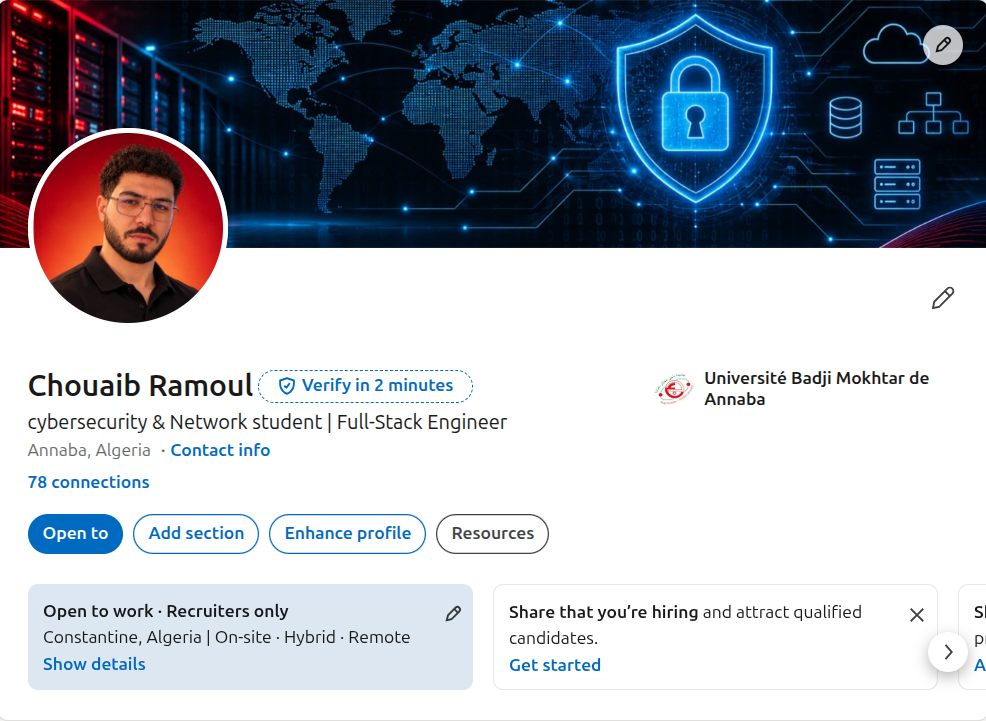 Chouaib Ramoul
Verify in 2 minutes
cybersecurity & Network student | Full-Stack Engineer
Annaba, Algeria · Contact info
78 connections
Université Badji Mokhtar de
Annaba
Open to
Add section
Enhance profile
Resources
Open to work · Recruiters only
Constantine, Algeria | On-site · Hybrid · Remote
Show details
Share that you’re hiring and attract qualified
candidates.
Get started